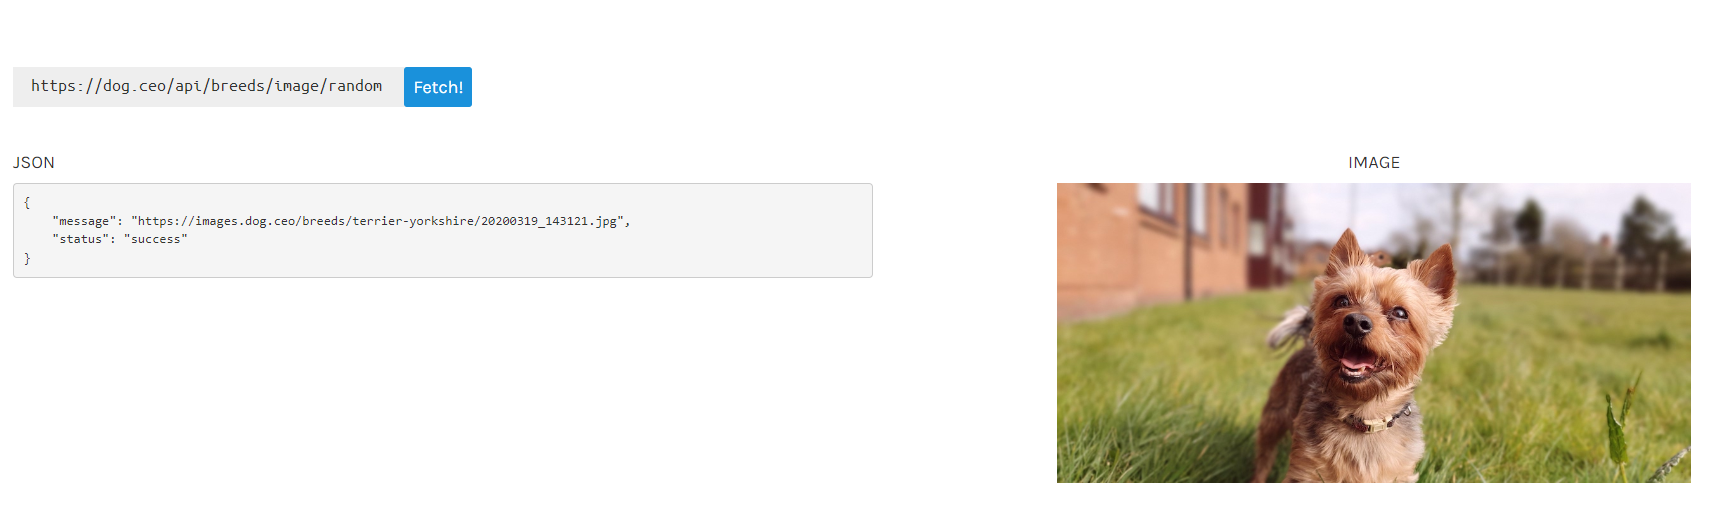 https://dog.ceo/api/breeds/image/random Fetch!
JSON
IMAGE
{
"message": "https://images.dog.ceo/breeds/terrier-yorkshire/20200319_143121.jpg",
"status": "success"
}